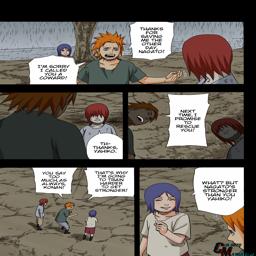 THANKS
FOR
SAVING
ME THE
OTHER
DAY,
NAGATO!
I'M SORRY
I CALLED
YOU A
COWARD!
NEXT
TIME, I
PROMISE
TO
RESCUE
YOU!
TH-
THANKS,
YAHIKO.
YOU SAY
TOO
MUCH, AS
ALWAYS,
KONAN!
THAT'S WHY
I'M GOING
TO TRAIN
HARDER
TO GET
STRONGER!
WHAT? BUT
NAGATO'S
STRONGER
THAN YOU
YAHIKO!